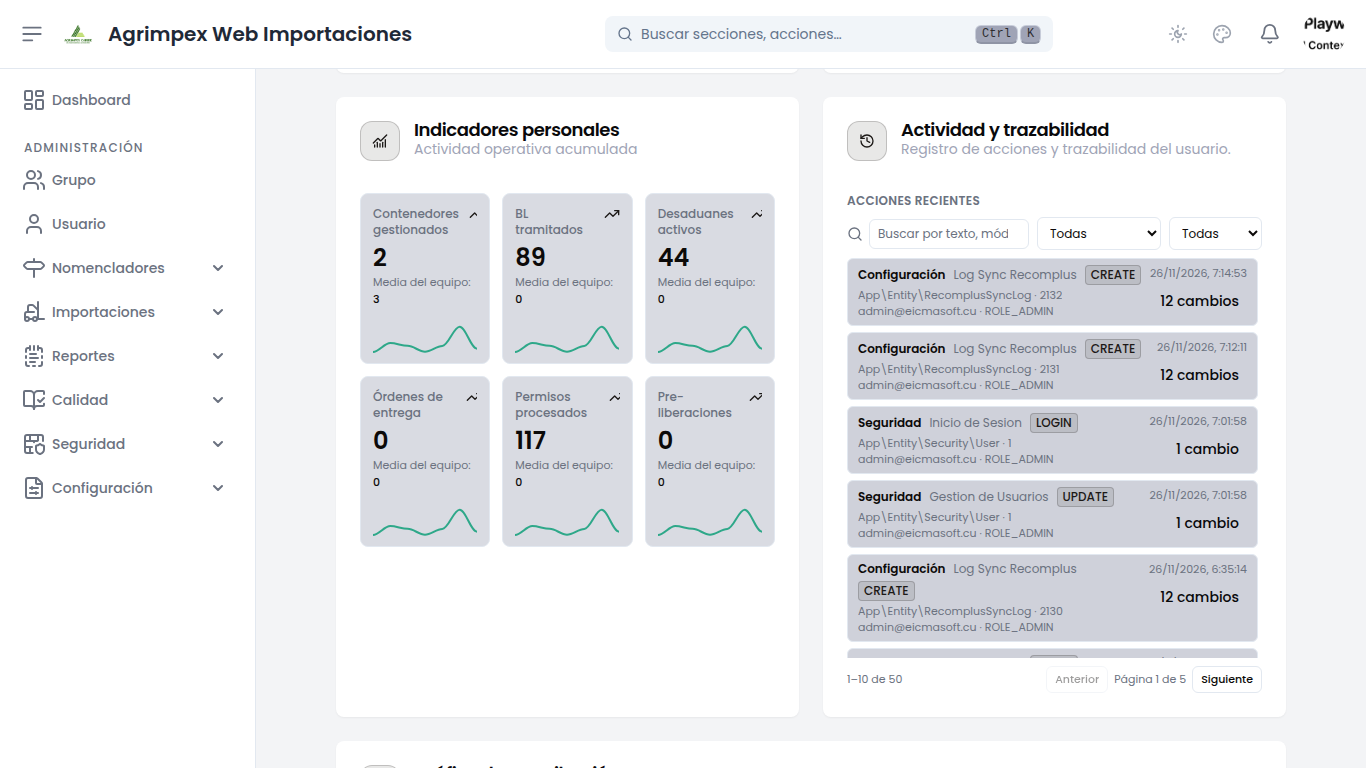 Agrimpex Web Importaciones
Buscar secciones, acciones...
Ctrl K
Playw
Contex
Dashboard
ADMINISTRACIÓN
Grupo
Usuario
Nomencladores
Importaciones
Reportes
Calidad
Seguridad
Configuración
Indicadores personales
Actividad operativa acumulada
Contenedores
gestionados
2
Media del equipo:
3
BL
tramitados
89
Media del equipo:
0
Desaduanes
activos
44
Media del equipo:
0
Órdenes de
entrega
0
Media del equipo:
0
Permisos
procesados
117
Media del equipo:
0
Pre-
liberaciones
0
Media del equipo:
0
Actividad y trazabilidad
Registro de acciones y trazabilidad del usuario.
ACCIONES RECIENTES
Buscar por texto, mód
Todas
Todas
Configuración Log Sync Recomplus CREATE 26/11/2026, 7:14:53
App\Entity\RecomplusSyncLog · 2132
12 cambios
admin@eicmasoft.cu · ROLE_ADMIN
Configuración Log Sync Recomplus CREATE 26/11/2026, 7:12:11
App\Entity\RecomplusSyncLog · 2131
12 cambios
admin@eicmasoft.cu · ROLE_ADMIN
Seguridad Inicio de Sesion LOGIN 26/11/2026, 7:01:58
App\Entity\Security\User · 1
1 cambio
admin@eicmasoft.cu · ROLE_ADMIN
Seguridad Gestion de Usuarios UPDATE 26/11/2026, 7:01:58
App\Entity\Security\User · 1
1 cambio
admin@eicmasoft.cu · ROLE_ADMIN
Configuración Log Sync Recomplus 26/11/2026, 6:35:14
CREATE
12 cambios
App\Entity\RecomplusSyncLog · 2130
admin@eicmasoft.cu · ROLE_ADMIN
1–10 de 50
Anterior
Página 1 de 5
Siguiente